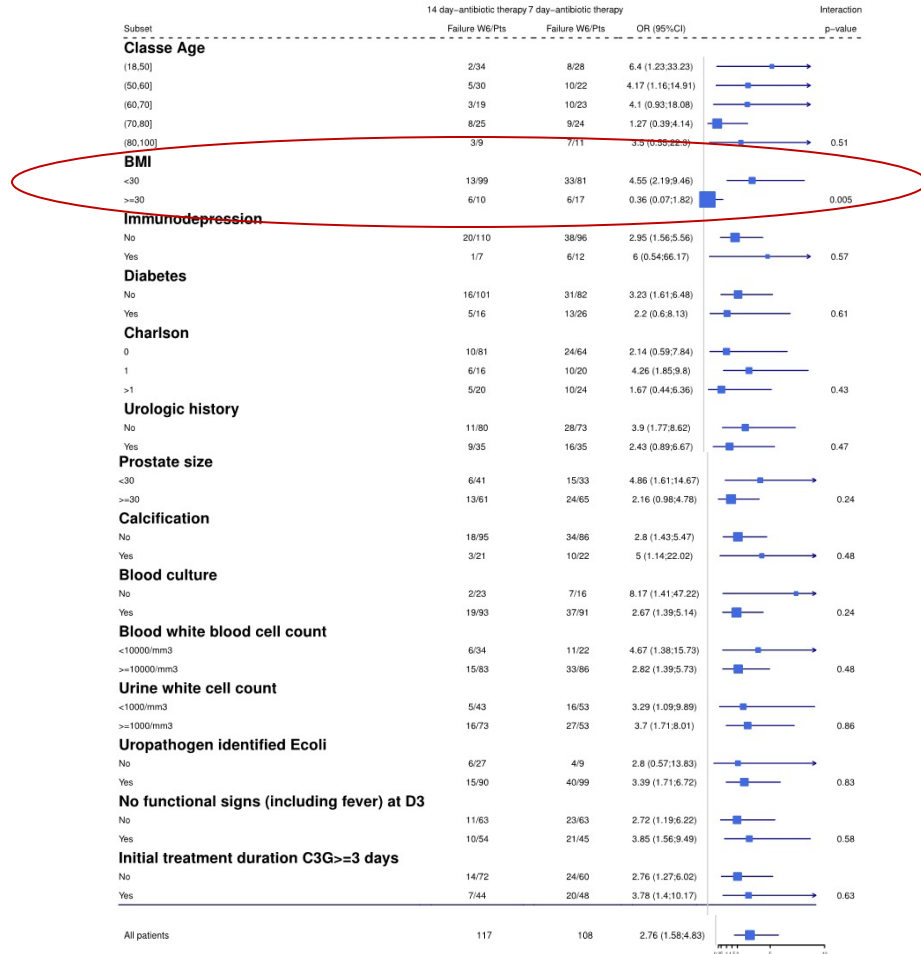 14 day−antibiotic therapy 7 day−antibiotic therapy Interaction
Subset Failure W6/Pts Failure W6/Pts OR (95%CI) p−value
Classe Age
(18,50] 2/34 8/28 6.4 (1.23;33.23)
(50,60] 5/30 10/22 4.17 (1.16;14.91)
(60,70] 3/19 10/23 4.1 (0.93;18.08)
(70,80] 8/25 9/24 1.27 (0.39;4.14)
(80,100] 3/9 7/11 3.5 (0.55;22.3) 0.51
BMI
<30 13/99 33/81 4.55 (2.19;9.46)
>=30 6/10 6/17 0.36 (0.07;1.82) 0.005
Immunodepression
No 20/110 38/96 2.95 (1.56;5.56)
Yes 1/7 6/12 6 (0.54;66.17) 0.57
Diabetes
No 16/101 31/82 3.23 (1.61;6.48)
Yes 5/16 13/26 2.2 (0.6;8.13) 0.61
Charlson
0 10/81 24/64 2.14 (0.59;7.84)
1 6/16 10/20 4.26 (1.85;9.8)
>1 5/20 10/24 1.67 (0.44;6.36) 0.43
Urologic history
No 11/80 28/73 3.9 (1.77;8.62)
Yes 9/35 16/35 2.43 (0.89;6.67) 0.47
Prostate size
<30 6/41 15/33 4.86 (1.61;14.67)
>=30 13/61 24/65 2.16 (0.98;4.78) 0.24
Calcification
No 18/95 34/86 2.8 (1.43;5.47)
Yes 3/21 10/22 5 (1.14;22.02) 0.48
Blood culture
No 2/23 7/16 8.17 (1.41;47.22)
Yes 19/93 37/91 2.67 (1.39;5.14) 0.24
Blood white blood cell count
<10000/mm3 6/34 11/22 4.67 (1.38;15.73)
>=10000/mm3 15/83 33/86 2.82 (1.39;5.73) 0.48
Urine white cell count
<1000/mm3 5/43 16/53 3.29 (1.09;9.89)
>=1000/mm3 16/73 27/53 3.7 (1.71;8.01) 0.86
Uropathogen identified Ecoli
No 6/27 4/9 2.8 (0.57;13.83)
Yes 15/90 40/99 3.39 (1.71;6.72) 0.83
No functional signs (including fever) at D3
No 11/63 23/63 2.72 (1.19;6.22)
Yes 10/54 21/45 3.85 (1.56;9.49) 0.58
Initial treatment duration C3G>=3 days
No 14/72 24/60 2.76 (1.27;6.02)
Yes 7/44 20/48 3.78 (1.4;10.17) 0.63
All patients 117 108 2.76 (1.58;4.83)